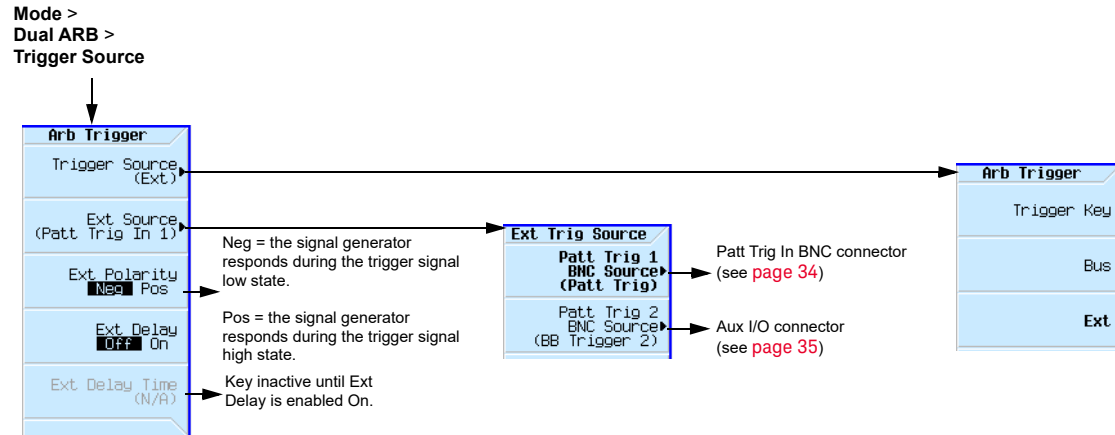 Mode >
Dual ARB >
Trigger Source
Arb Trigger
Trigger Source
(Ext)
Ext Source
(Patt Trig In 1)
Ext Polarity
Neg Pos
Ext Delay
Off On
Ext Delay Time
(N/A)
Neg = the signal generator
responds during the trigger signal
low state.
Pos = the signal generator
responds during the trigger signal
high state.
Key inactive until Ext
Delay is enabled On.
Ext Trig Source
Patt Trig 1
BNC Source
(Patt Trig)
Patt Trig 2
BNC Source
(BB Trigger 2)
Patt Trig In BNC connector
(see page 34)
Aux I/O connector
(see page 35)
Arb Trigger
Trigger Key
Bus
Ext